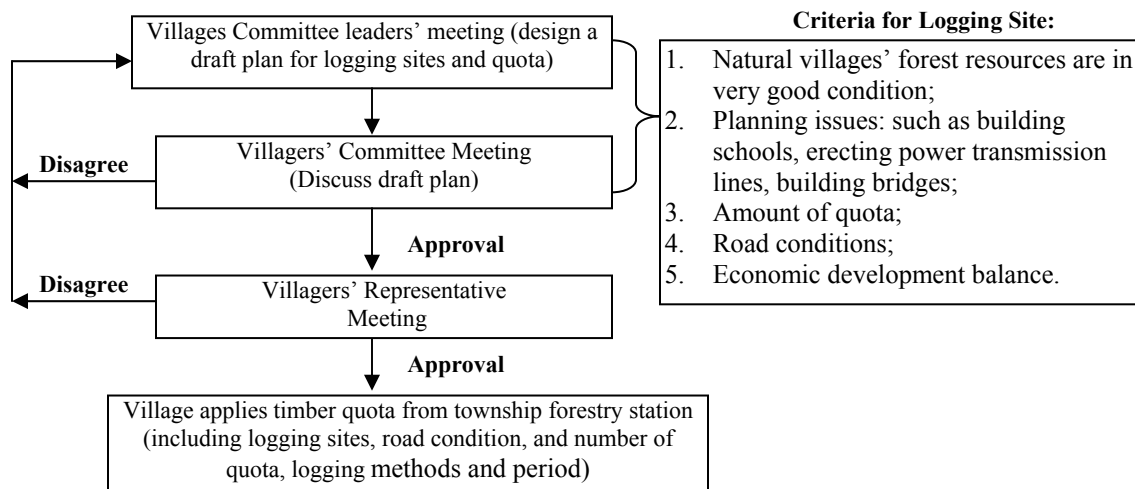 Villages Committee leaders' meeting (design a
draft plan for logging sites and quota)
Disagree
Villagers' Committee Meeting
(Discuss draft plan)
Approval
Disagree
Villagers' Representative
Meeting
Approval
Village applies timber quota from township forestry station
(including logging sites, road condition, and number of
quota, logging methods and period)
Criteria for Logging Site:
1. Natural villages' forest resources are in
very good condition;
2. Planning issues: such as building
schools, erecting power transmission
lines, building bridges;
3. Amount of quota;
4. Road conditions;
5. Economic development balance.